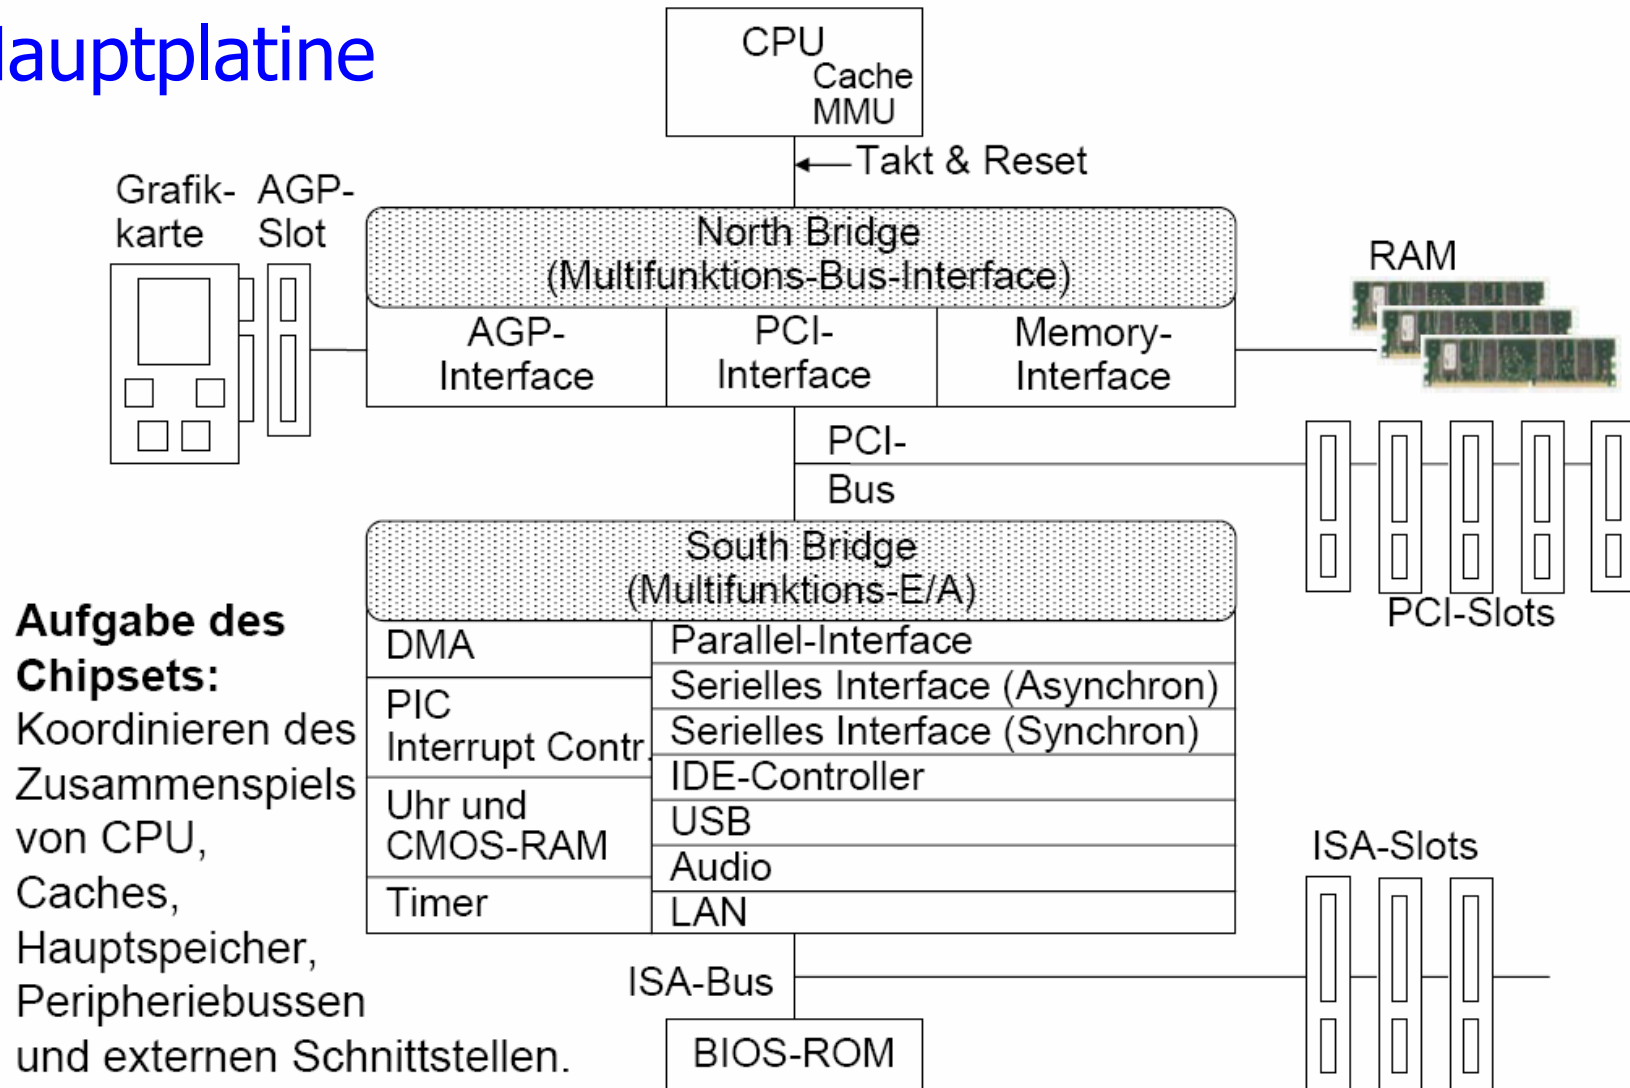 Hauptplatine
CPU
Cache
MMU
Takt & Reset
Grafik-
karte
AGP-
Slot
North Bridge
(Multifunktions-Bus-Interface)
RAM
AGP-
Interface
PCI-
Interface
Memory-
Interface
PCI-
Bus
PCI-Slots
South Bridge
(Multifunktions-E/A)
DMA
PIC
Interrupt Contr.
Uhr und
CMOS-RAM
Timer
Parallel-Interface
Serielles Interface (Asynchron)
Serielles Interface (Synchron)
IDE-Controller
USB
Audio
LAN
Aufgabe des
Chipsets:
Koordinieren des
Zusammenspiels
von CPU,
Caches,
Hauptspeicher,
Peripheriebussen
und externen Schnittstellen.
ISA-Slots
ISA-Bus
BIOS-ROM